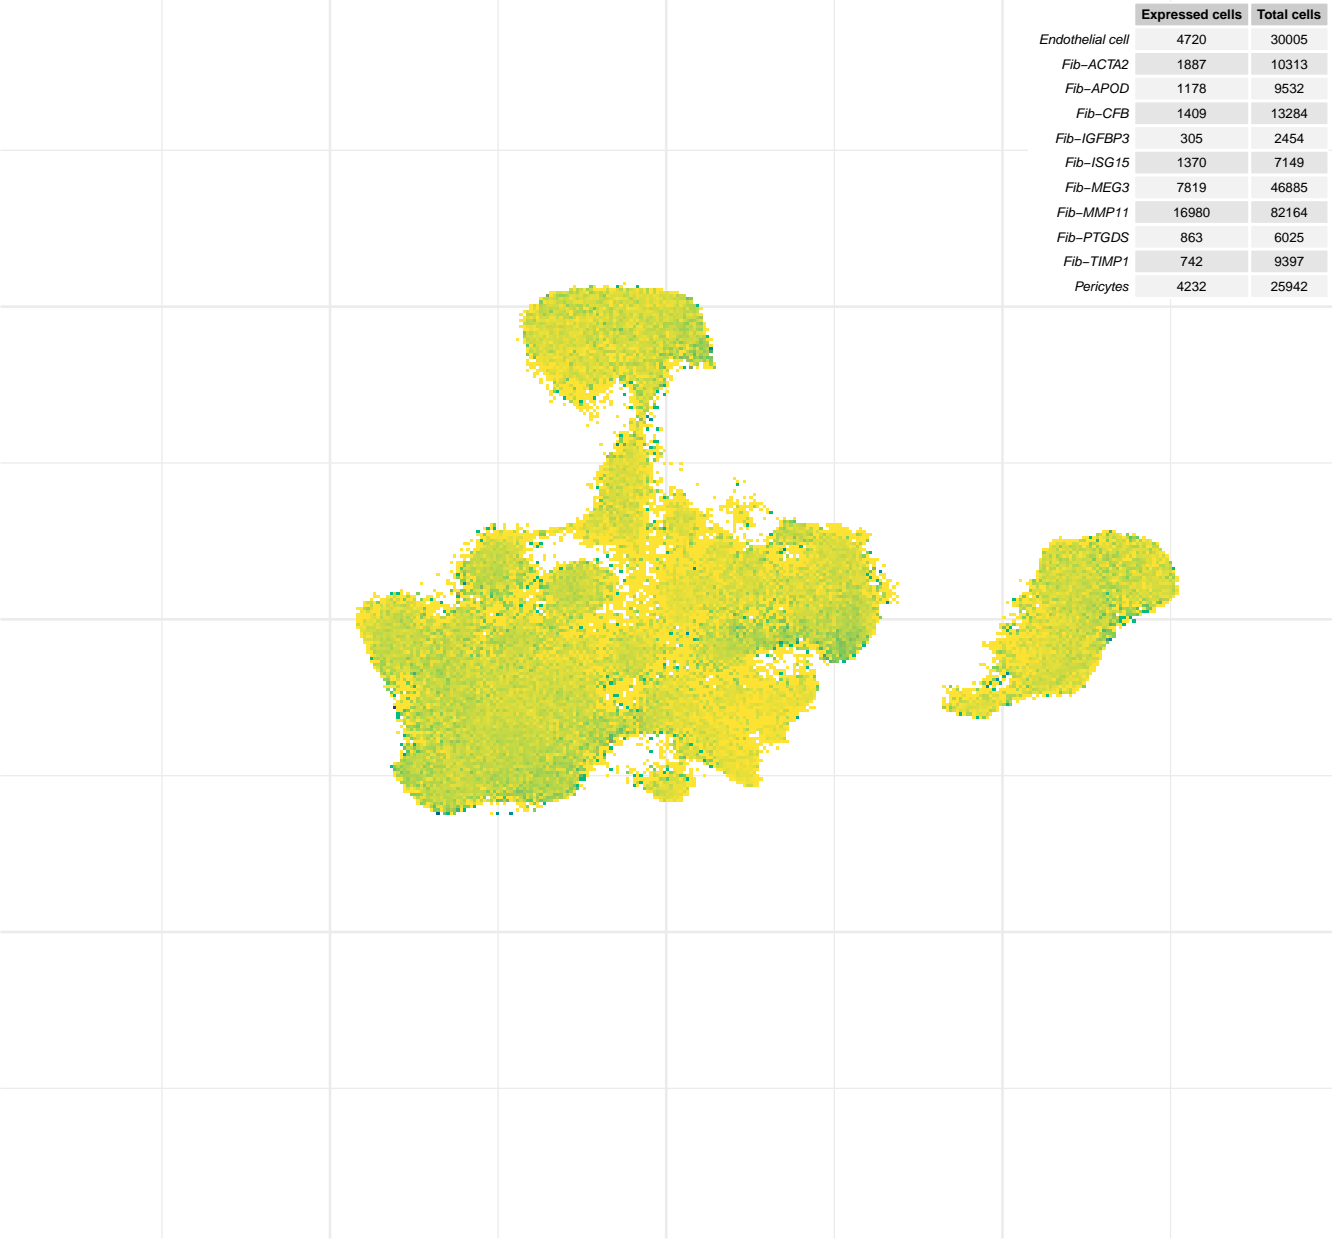 Expressed cells Total cells
Endothelial cell 4720 30005
Fib−ACTA2 1887 10313
Fib−APOD 1178 9532
Fib−CFB 1409 13284
Fib−IGFBP3 305 2454
Fib−ISG15 1370 7149
Fib−MEG3 7819 46885
Fib−MMP11 16980 82164
Fib−PTGDS 863 6025
Fib−TIMP1 742 9397
Pericytes 4232 25942